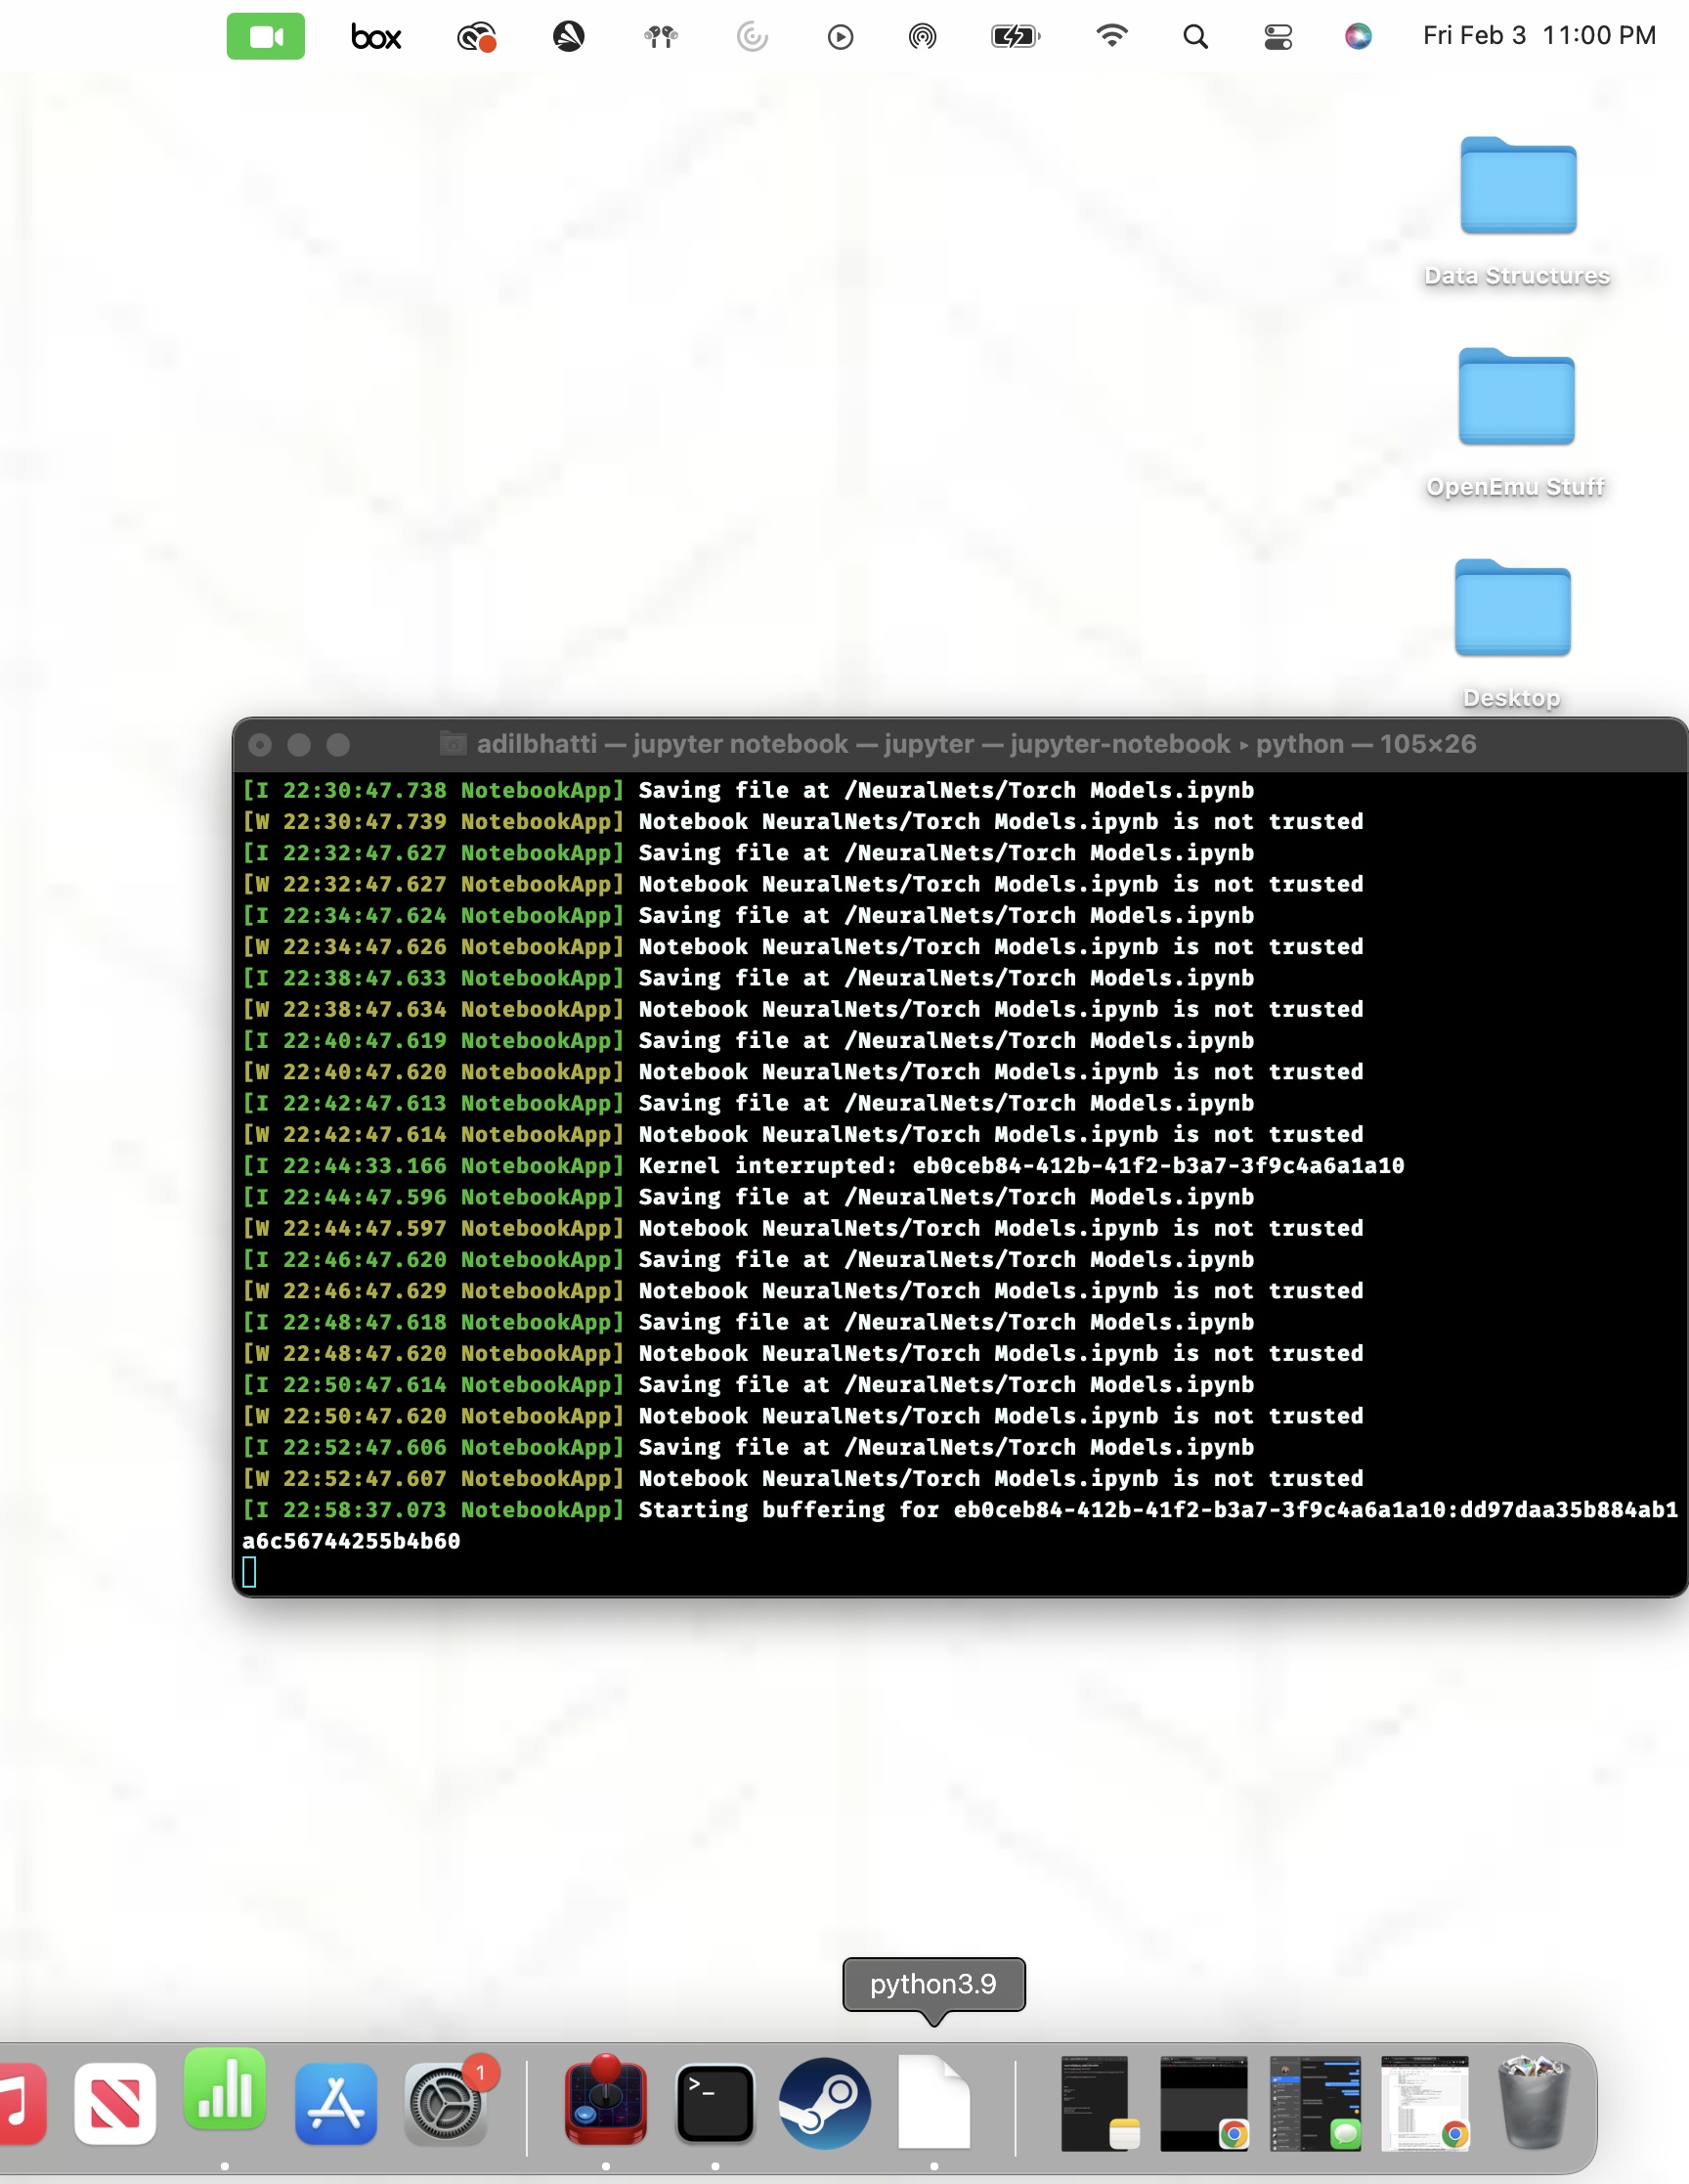 box
Fri Feb 3 11:00 PM
Data Structures
OpenEmu Stuff
Desktop
adilbhatti — jupyter notebook — jupyter — jupyter-notebook ▸ python — 105×26
[I 22:30:47.738 NotebookApp] Saving file at /NeuralNets/Torch Models.ipynb
[W 22:30:47.739 NotebookApp] Notebook NeuralNets/Torch Models.ipynb is not trusted
[I 22:32:47.627 NotebookApp] Saving file at /NeuralNets/Torch Models.ipynb
[W 22:32:47.627 NotebookApp] Notebook NeuralNets/Torch Models.ipynb is not trusted
[I 22:34:47.624 NotebookApp] Saving file at /NeuralNets/Torch Models.ipynb
[W 22:34:47.626 NotebookApp] Notebook NeuralNets/Torch Models.ipynb is not trusted
[I 22:38:47.633 NotebookApp] Saving file at /NeuralNets/Torch Models.ipynb
[W 22:38:47.634 NotebookApp] Notebook NeuralNets/Torch Models.ipynb is not trusted
[I 22:40:47.619 NotebookApp] Saving file at /NeuralNets/Torch Models.ipynb
[W 22:40:47.620 NotebookApp] Notebook NeuralNets/Torch Models.ipynb is not trusted
[I 22:42:47.613 NotebookApp] Saving file at /NeuralNets/Torch Models.ipynb
[W 22:42:47.614 NotebookApp] Notebook NeuralNets/Torch Models.ipynb is not trusted
[I 22:44:33.166 NotebookApp] Kernel interrupted: eb0ceb84-412b-41f2-b3a7-3f9c4a6a1a10
[I 22:44:47.596 NotebookApp] Saving file at /NeuralNets/Torch Models.ipynb
[W 22:44:47.597 NotebookApp] Notebook NeuralNets/Torch Models.ipynb is not trusted
[I 22:46:47.620 NotebookApp] Saving file at /NeuralNets/Torch Models.ipynb
[W 22:46:47.629 NotebookApp] Notebook NeuralNets/Torch Models.ipynb is not trusted
[I 22:48:47.618 NotebookApp] Saving file at /NeuralNets/Torch Models.ipynb
[W 22:48:47.620 NotebookApp] Notebook NeuralNets/Torch Models.ipynb is not trusted
[I 22:50:47.614 NotebookApp] Saving file at /NeuralNets/Torch Models.ipynb
[W 22:50:47.620 NotebookApp] Notebook NeuralNets/Torch Models.ipynb is not trusted
[I 22:52:47.606 NotebookApp] Saving file at /NeuralNets/Torch Models.ipynb
[W 22:52:47.607 NotebookApp] Notebook NeuralNets/Torch Models.ipynb is not trusted
[I 22:58:37.073 NotebookApp] Starting buffering for eb0ceb84-412b-41f2-b3a7-3f9c4a6a1a10:dd97daa35b884ab1
a6c56744255b4b60
python3.9
1
>_